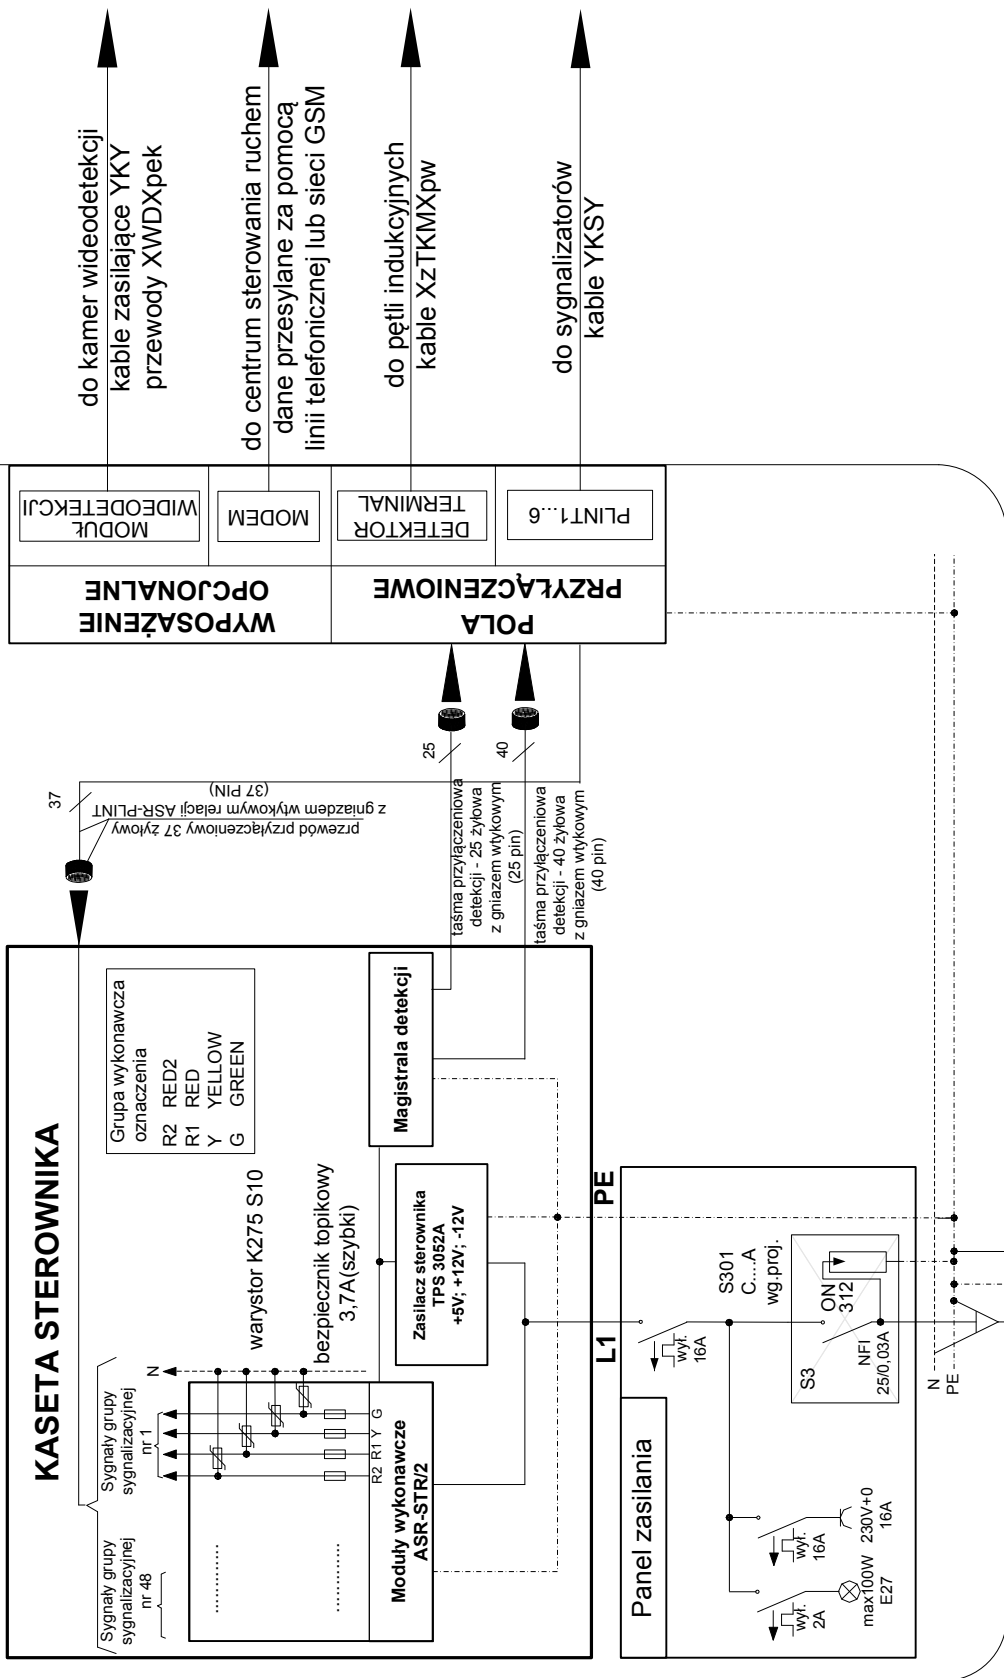 do kamer wideodetekcji
kable zasilające YKY
przewody XWDXpek
do centrum sterowania ruchem
dane przesylane za pomocą
linii telefonicznej lub sieci GSM
do pętli indukcyjnych
kable XzTKMXpw
do sygnalizatorów
kable YKSY
MODUŁ
WIDEODETEKCJI
MODEM
DETEKTOR
TERMINAL
PLINT1...6
WYPOSAŻENIE
OPCJONALNE
POLA
PRZYŁĄCZENIOWE
37
przewód przyłączeniowy 37 żyłowy
z gniazdem wtykowym relacji ASR-PLINT
(37 PIN)
25
taśma przyłączeniowa
detekcji - 25 żyłowa
z gniazem wtykowym
(25 pin)
40
taśma przyłączeniowa
detekcji - 40 żyłowa
z gniazem wtykowym
(40 pin)
KASETA STEROWNIKA
Grupa wykonawcza
oznaczenia
R2 RED2
R1 RED
Y YELLOW
G GREEN
Sygnały grupy
sygnalizacyjnej
nr 48
Sygnały grupy
sygnalizacyjnej
nr 1
N
warystor K275 S10
bezpiecznik topikowy
3,7A(szybki)
R2 R1 Y G
Moduły wykonawcze
ASR-STR/2
Zasilacz sterownika
TPS 3052A
+5V; +12V; -12V
Magistrala detekcji
L1
PE
Panel zasilania
wył.
16A
S301
C....A
wg.proj.
S3
ON
312
NFI
25/0,03A
wył.
2A
max100W
E27
wył.
16A
230V+0
16A
N
PE